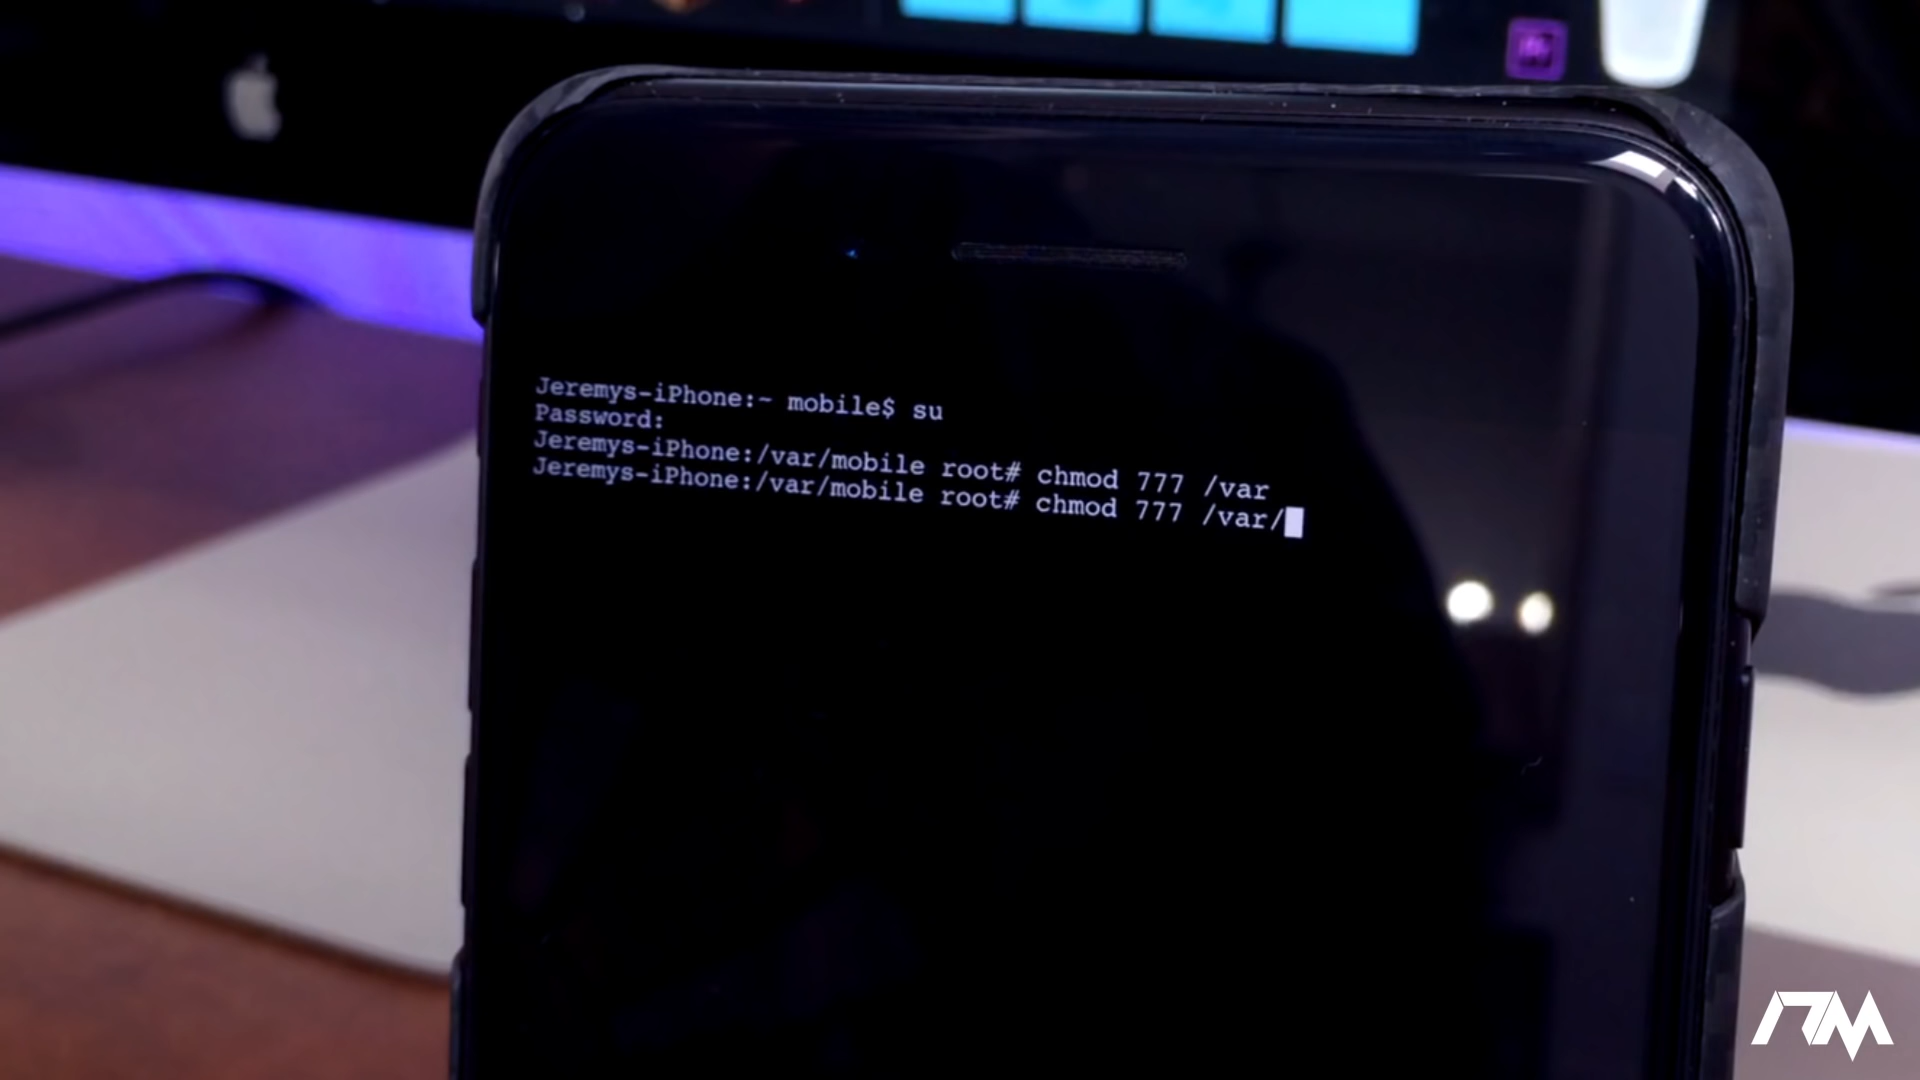 Jeremys-iPhone:~ mobile$ su
Password:
Jeremys-iPhone:/var/mobile root# chmod 777 /var
Jeremys-iPhone:/var/mobile root# chmod 777 /var/